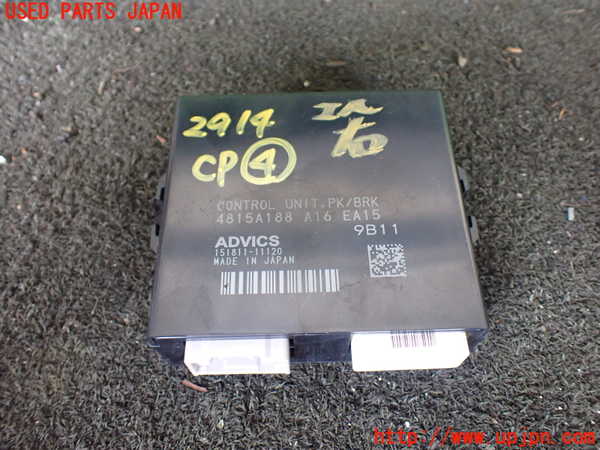 USED PARTS JAPAN
2914
エバ
CP④
右
CONTROL UNIT,PK/BRK
4815A188 A16 EA15
9B11
ADVICS
151811-11120
MADE IN JAPAN
http://www.upjpn.com